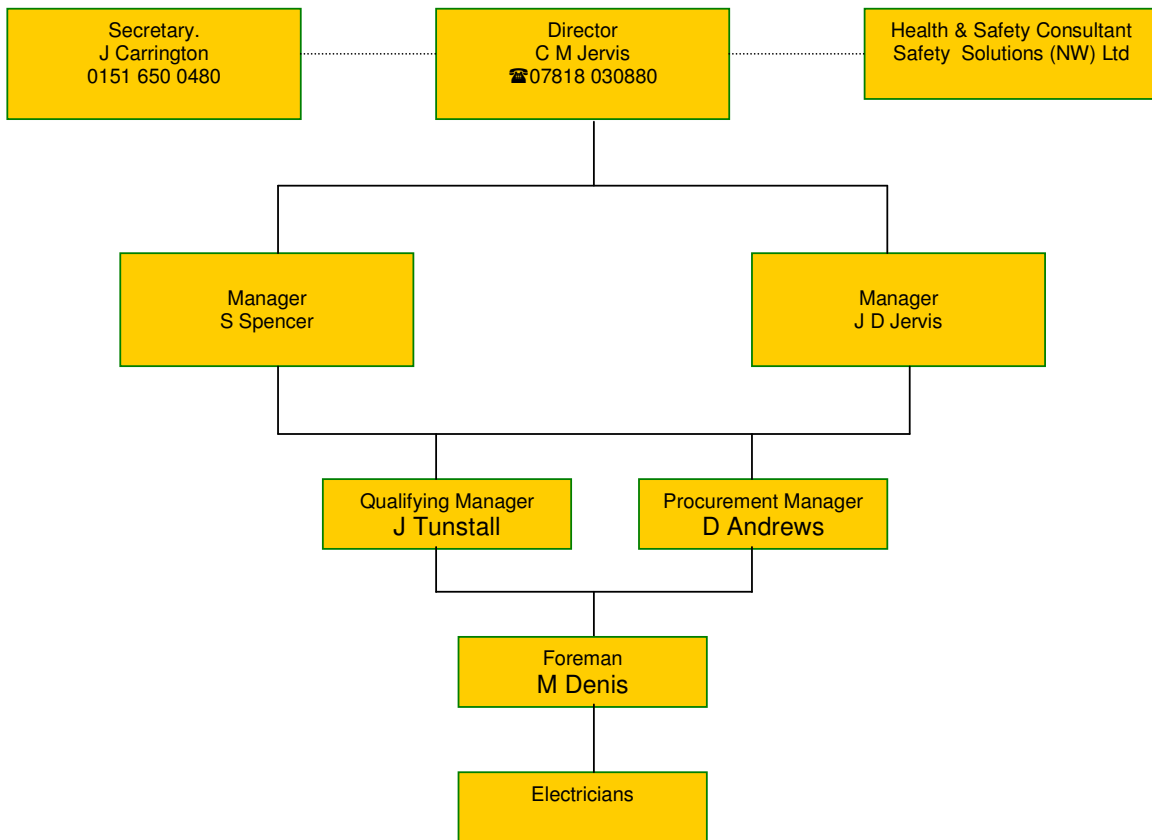 Secretary.
J Carrington
0151 650 0480
Director
C M Jervis
☎07818 030880
Health & Safety Consultant
Safety Solutions (NW) Ltd
Manager
S Spencer
Manager
J D Jervis
Qualifying Manager
J Tunstall
Procurement Manager
D Andrews
Foreman
M Denis
Electricians